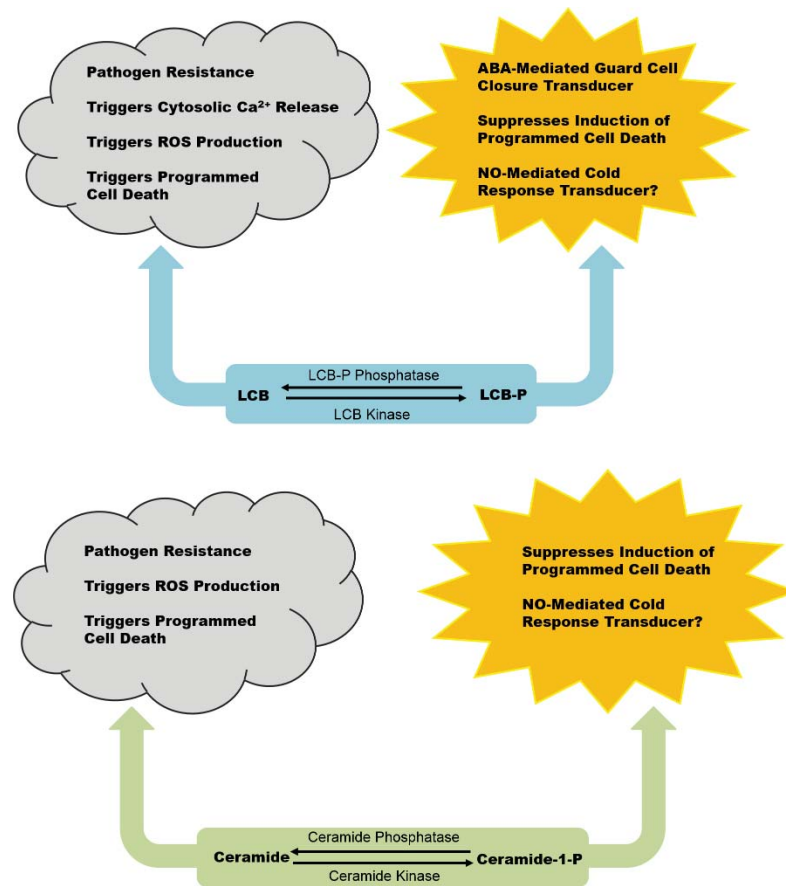 Pathogen Resistance
Triggers Cytosolic Ca²⁺ Release
Triggers ROS Production
Triggers Programmed
Cell Death
ABA-Mediated Guard Cell
Closure Transducer
Suppresses Induction of
Programmed Cell Death
NO-Mediated Cold
Response Transducer?
LCB-P Phosphatase
LCB
LCB-P
LCB Kinase
Pathogen Resistance
Triggers ROS Production
Triggers Programmed
Cell Death
Suppresses Induction of
Programmed Cell Death
NO-Mediated Cold
Response Transducer?
Ceramide Phosphatase
Ceramide
Ceramide-1-P
Ceramide Kinase